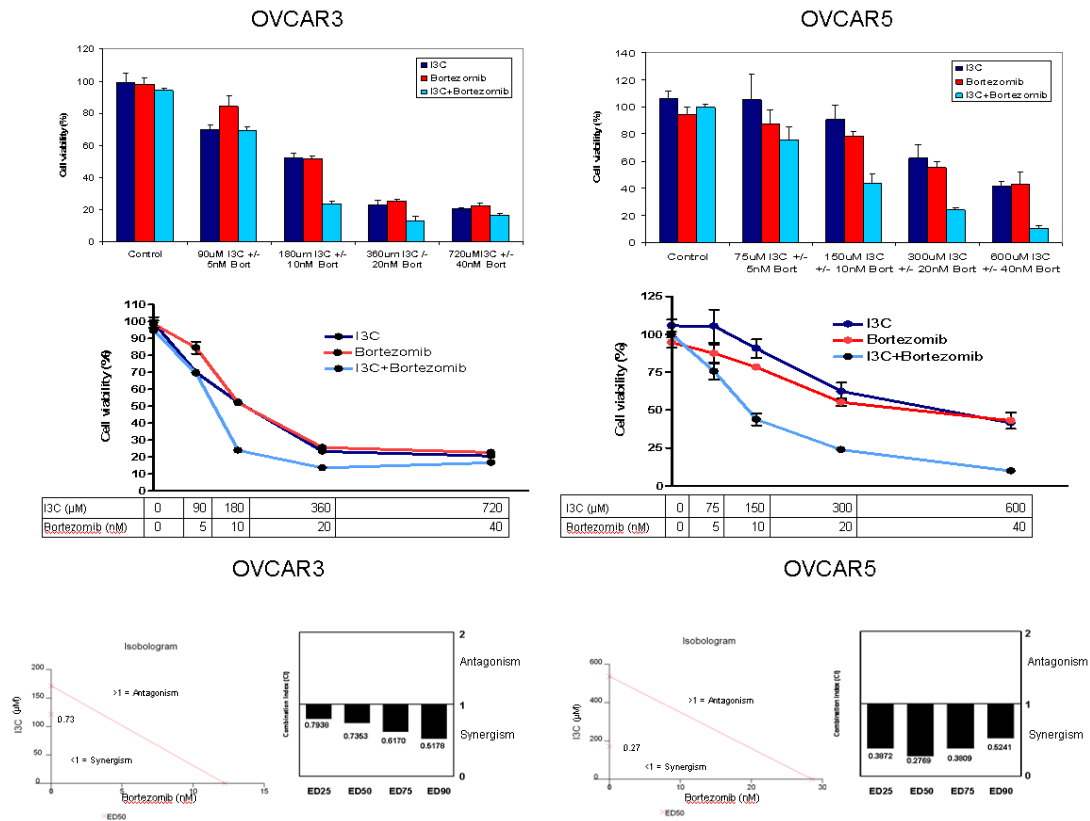 OVCAR3
OVCAR5
120
100
80
60
40
20
0
Cell viability (%)
I3C
Bortezomib
I3C+Bortezomib
Control
90uM I3C +/-
5nM Bort
180um I3C +/-
10nM Bort
360um I3C /-
20nM Bort
720uMI3C +/-
40nM Bort
140
120
100
80
60
40
20
0
Cell viability (%)
I3C
Bortezomib
I3C+Bortezomib
Control
75uM I3C +/-
5nM Bort
150uM I3C
+/- 10nM Bort
300uM I3C
+/- 20nM Bort
600uM I3C
+/- 40nM Bort
110
100
90
80
70
60
50
40
30
20
10
0
Cell viability (%)
I3C
Bortezomib
I3C+Bortezomib
I3C (µM) 0 90 180 360 720
Bortezomib (nM) 0 5 10 20 40
125
100
75
50
25
0
Cell viability (%)
I3C
Bortezomib
I3C+Bortezomib
I3C (µM) 0 75 150 300 600
Bortezomib (nM) 0 5 10 20 40
OVCAR3
OVCAR5
Isobologram
200
150
100
50
0
I3C (µM)
>1 = Antagonism
0.73
<1 = Synergism
0 5 10 15
Bortezomib (nM)
ED50
Combination Index (CI)
2
Antagonism
1
Synergism
0
0.7938
0.7353
0.6170
0.5178
ED25 ED50 ED75 ED90
Isobologram
600
400
200
0
I3C (µM)
>1 = Antagonism
0.27
<1 = Synergism
0 10 20 30
Bortezomib (nM)
ED50
Combination Index (CI)
2
Antagonism
1
Synergism
0
0.3872
0.2769
0.3809
0.5241
ED25 ED50 ED75 ED90